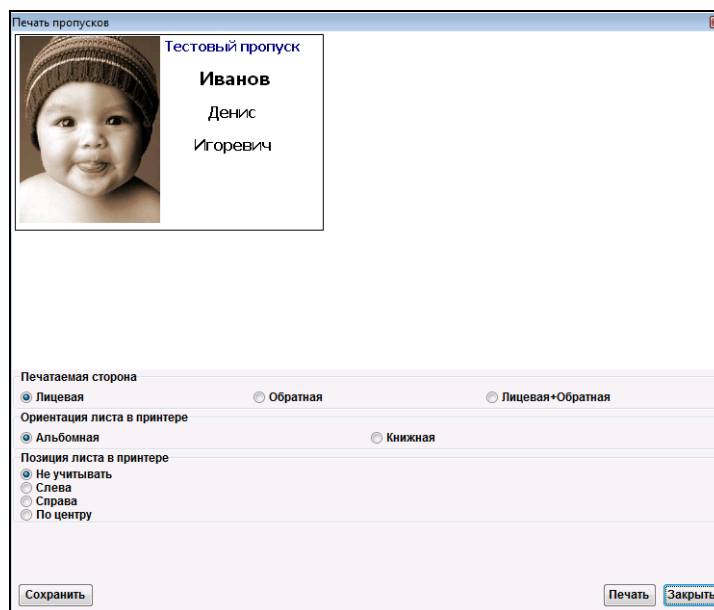 Печать пропусков
Тестовый пропуск
Иванов
Денис
Игоревич
Печатаемая сторона
Лицевая Обратная Лицевая+Обратная
Ориентация листа в принтере
Альбомная Книжная
Позиция листа в принтере
Не учитывать
Слева
Справа
По центру
Сохранить Печать Закрыть